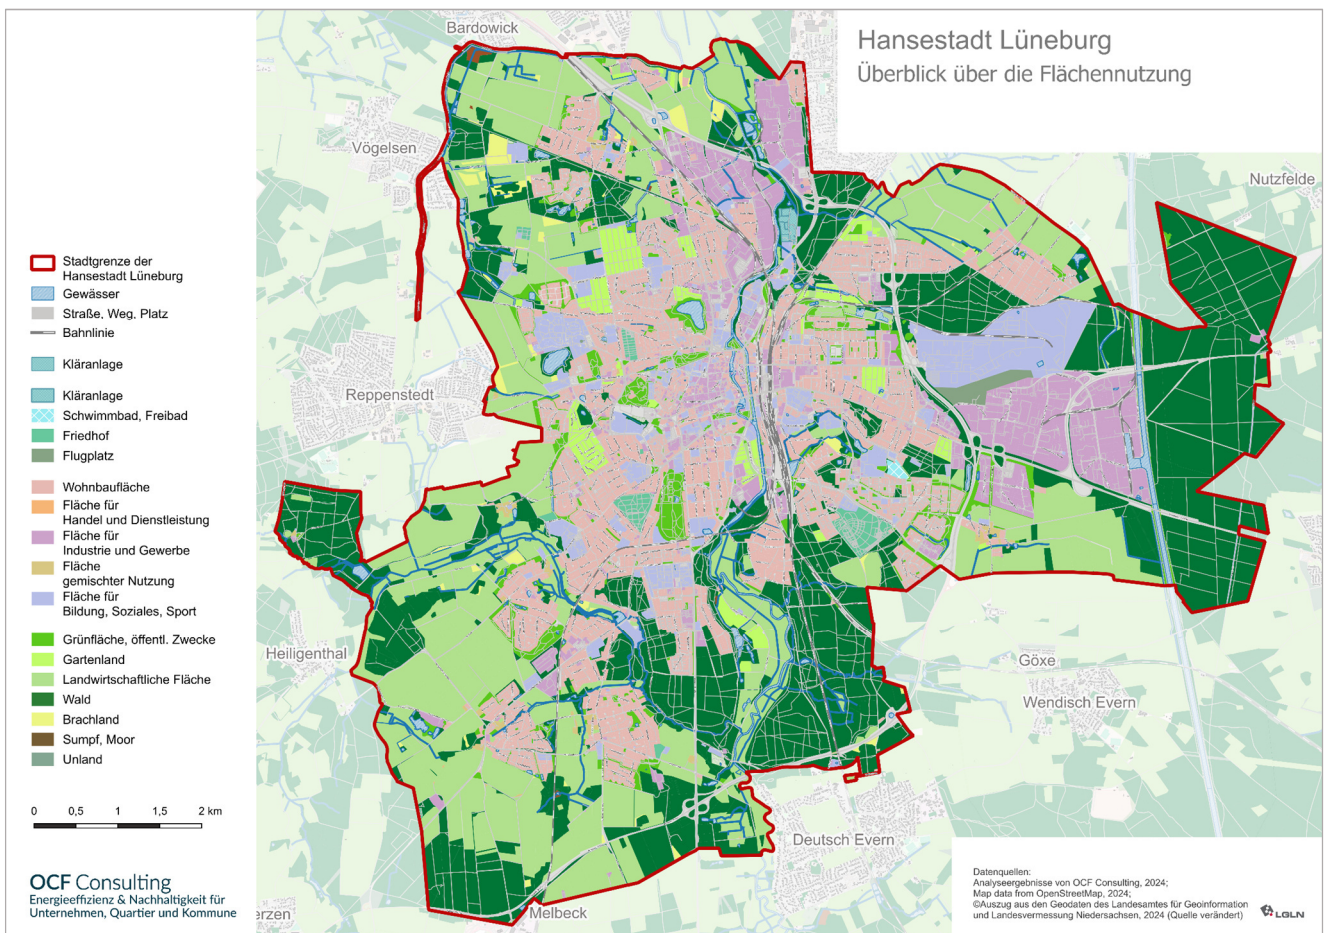 Hansestadt Lüneburg
Überblick über die Flächennutzung
Bardowick
Vögelsen
Nutzfelde
Reppenstedt
Heiligenthal
Göxe
Wendisch Evern
Deutsch Evern
Melbeck
erzen
Stadtgrenze der
Hansestadt Lüneburg
Gewässer
Straße, Weg, Platz
Bahnlinie
Kläranlage
Kläranlage
Schwimmbad, Freibad
Friedhof
Flugplatz
Wohnbaufläche
Fläche für
Handel und Dienstleistung
Fläche für
Industrie und Gewerbe
Fläche
gemischter Nutzung
Fläche für
Bildung, Soziales, Sport
Grünfläche, öffentl. Zwecke
Gartenland
Landwirtschaftliche Fläche
Wald
Brachland
Sumpf, Moor
Unland
0 0,5 1 1,5 2 km
OCF Consulting
Energieeffizienz & Nachhaltigkeit für
Unternehmen, Quartier und Kommune
Datenquellen:
Analyseergebnisse von OCF Consulting, 2024;
Map data from OpenStreetMap, 2024;
©Auszug aus den Geodaten des Landesamtes für Geoinformation
und Landesvermessung Niedersachsen, 2024 (Quelle verändert)
LGLN